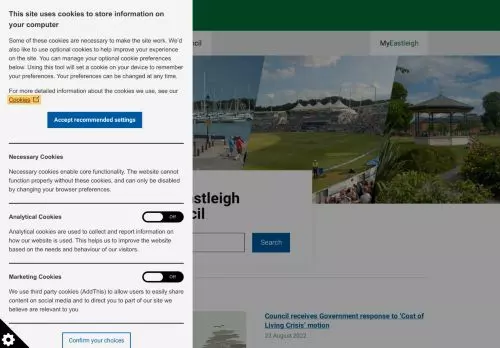 This site uses cookies to store information on
your computer
Some of these cookies are necessary to make the site work. We'd
also like to use optional cookies to help improve your experience
on the site. You can manage your optional cookie preferences
below. Using this tool will set a cookie on your device to remember
your preferences. Your preferences can be changed at any time.
For more detailed information about the cookies we use, see our
Cookies
Accept recommended settings
Necessary Cookies
Necessary cookies enable core functionality. The website cannot
function properly without these cookies, and can only be disabled
by changing your browser preferences.
Analytical Cookies
Off
Analytical cookies are used to collect and report information on
how our website is used. This helps us to improve the website
based on the needs and behaviour of our visitors.
Marketing Cookies
Off
We use third party cookies (AddThis) to allow users to easily share
content on social media and to direct you to part of our site we
believe are relevant to you
Confirm your choices
cil
MyEastleigh
Eastleigh
cil
Search
Council receives Government response to 'Cost of
Living Crisis' motion
23 August 2022